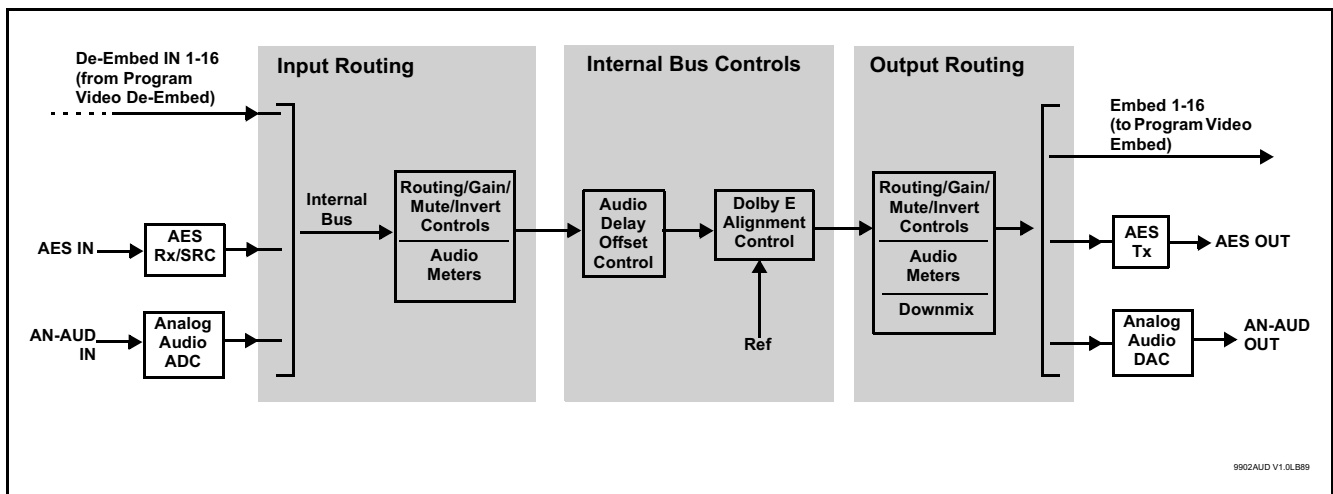 De-Embed IN 1-16
(from Program
Video De-Embed)
Input Routing
Internal Bus Controls
Output Routing
Embed 1-16
(to Program Video
Embed)
Internal
Bus
Routing/Gain/
Mute/Invert
Controls
Audio
Meters
Audio
Delay
Offset
Control
Dolby E
Alignment
Control
Routing/Gain/
Mute/Invert
Controls
Audio
Meters
Downmix
AES IN
AES
Rx/SRC
AES
Tx
AES OUT
AN-AUD
IN
Analog
Audio
ADC
Ref
Analog
Audio
DAC
AN-AUD
OUT
9902AUD V1.0LB89